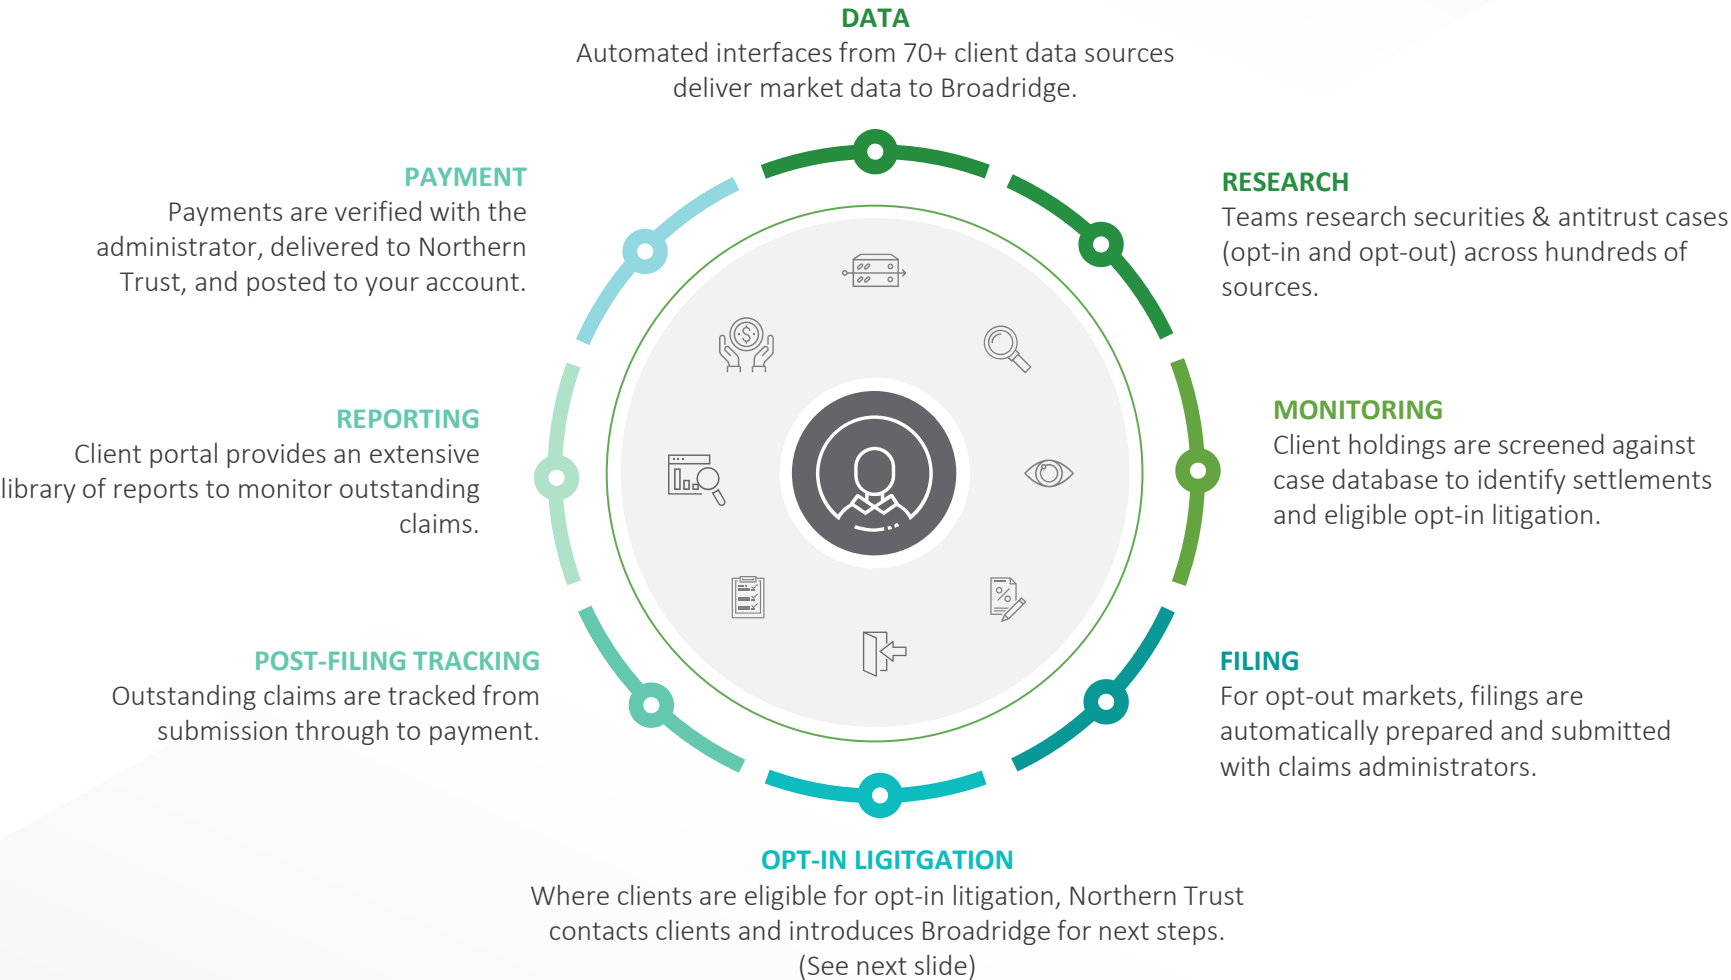 DATA
Automated interfaces from 70+ client data sources
deliver market data to Broadridge.
RESEARCH
Teams research securities & antitrust cases
(opt-in and opt-out) across hundreds of
sources.
MONITORING
Client holdings are screened against
case database to identify settlements
and eligible opt-in litigation.
FILING
For opt-out markets, filings are
automatically prepared and submitted
with claims administrators.
OPT-IN LIGITGATION
Where clients are eligible for opt-in litigation, Northern Trust
contacts clients and introduces Broadridge for next steps.
(See next slide)
POST-FILING TRACKING
Outstanding claims are tracked from
submission through to payment.
REPORTING
Client portal provides an extensive
library of reports to monitor outstanding
claims.
PAYMENT
Payments are verified with the
administrator, delivered to Northern
Trust, and posted to your account.